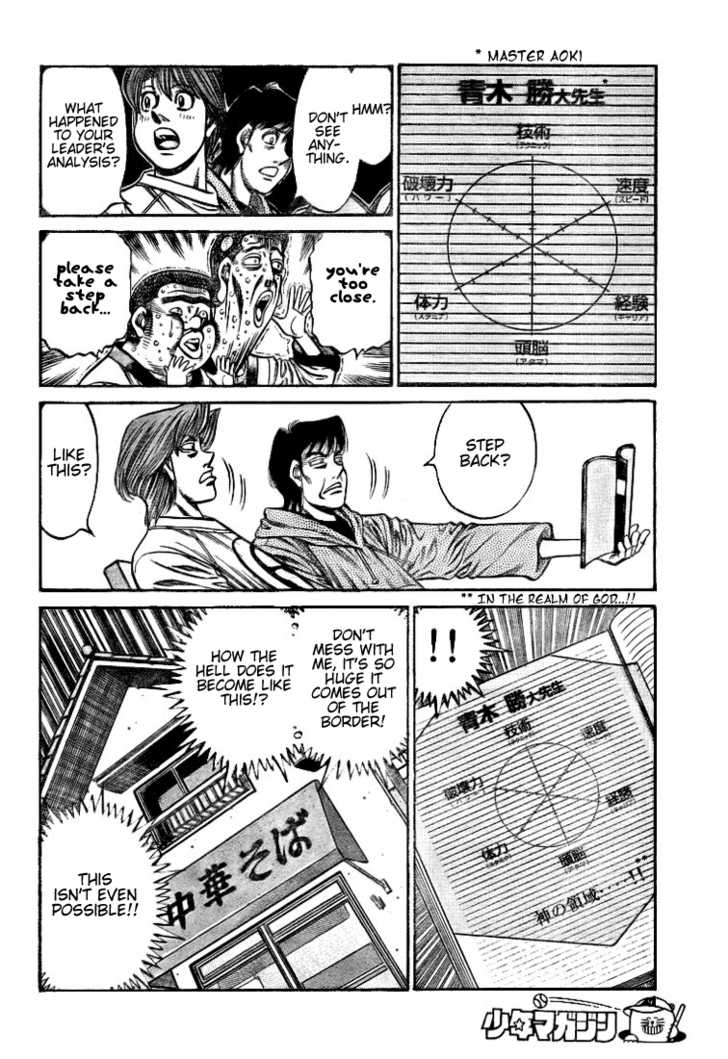 * MASTER AOKI
青木 勝大先生*
技術
(テクニック)
破壊力
(パワー)
速度
(スピード)
体力
(スタミナ)
経験
(キャリア)
頭脳
(アタマ)
HMM?
DON'T
SEE
ANY-
THING.
WHAT
HAPPENED
TO YOUR
LEADER'S
ANALYSIS?
you're
too
close.
please
take a
step
back...
STEP
BACK?
LIKE
THIS?
** IN THE REALM OF GOD..!!
!!
青木 勝大先生
技術
破壊力
速度
体力
経験
頭脳
神の領域‥‥!!
**
DON'T
MESS WITH
ME, IT'S SO
HUGE IT
COMES OUT
OF THE
BORDER!
HOW THE
HELL DOES IT
BECOME LIKE
THIS!?
THIS
ISN'T EVEN
POSSIBLE!!
中華そば
少年マガジン